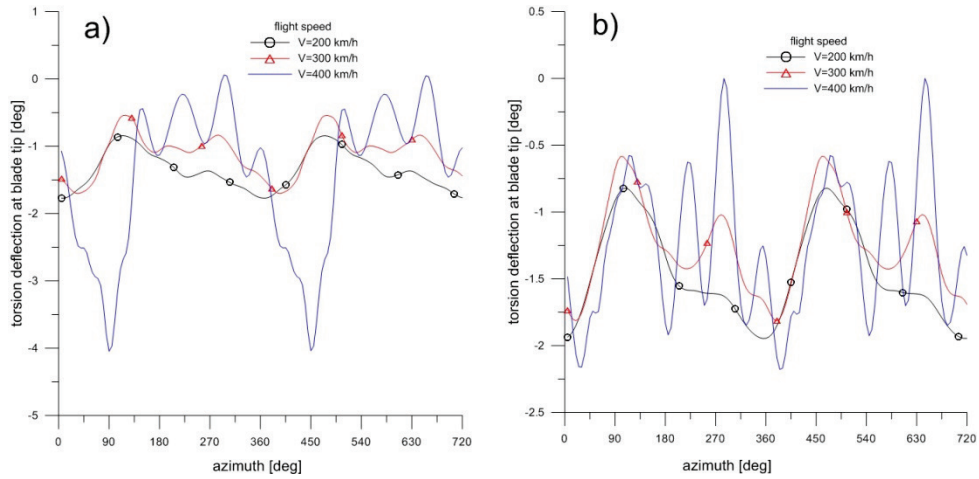 a)
flight speed
V=200 km/h
V=300 km/h
V=400 km/h
torsion deflection at blade tip [deg]
1
0
-1
-2
-3
-4
-5
0 90 180 270 360 450 540 630 720
azimuth [deg]
b)
flight speed
V=200 km/h
V=300 km/h
V=400 km/h
torsion deflection at blade tip [deg]
0.5
0
-0.5
-1
-1.5
-2
-2.5
0 90 180 270 360 450 540 630 720
azimuth [deg]